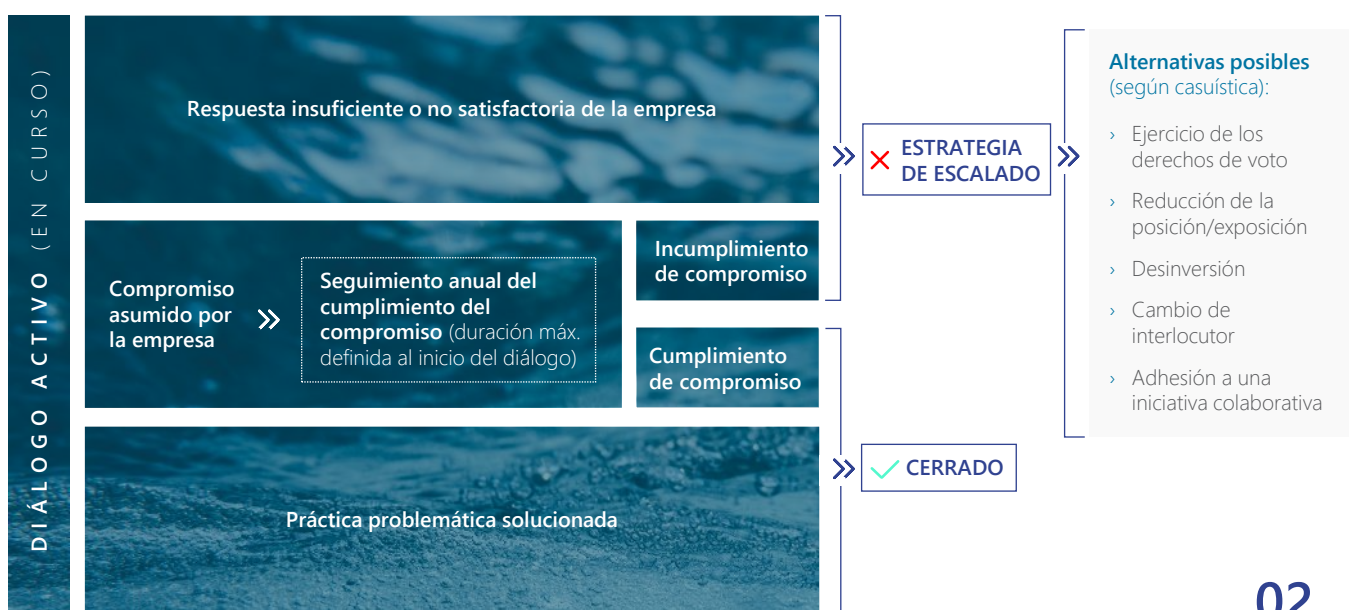 DIÁLOGO ACTIVO (EN CURSO)
Respuesta insuficiente o no satisfactoria de la empresa
Compromiso
asumido por
la empresa
Seguimiento anual del
cumplimiento del
compromiso (duración máx.
definida al inicio del diálogo)
Incumplimiento
de compromiso
Cumplimiento
de compromiso
Práctica problemática solucionada
ESTRATEGIA
DE ESCALADO
CERRADO
Alternativas posibles
(según casuística):
› Ejercicio de los
derechos de voto
› Reducción de la
posición/exposición
› Desinversión
› Cambio de
interlocutor
› Adhesión a una
iniciativa colaborativa
02